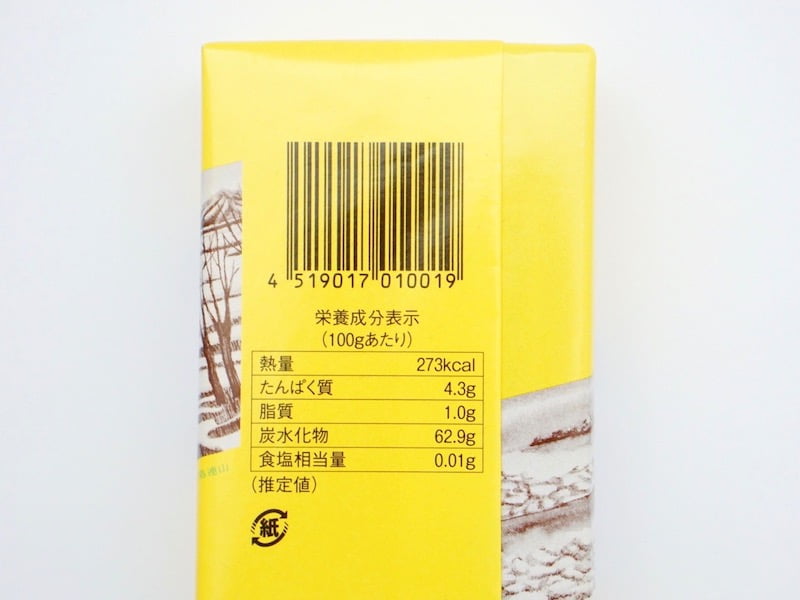 4 519017 010019
栄養成分表示
(100gあたり)
熱量 273kcal
たんぱく質 4.3g
脂質 1.0g
炭水化物 62.9g
食塩相当量 0.01g
(推定値)
紙